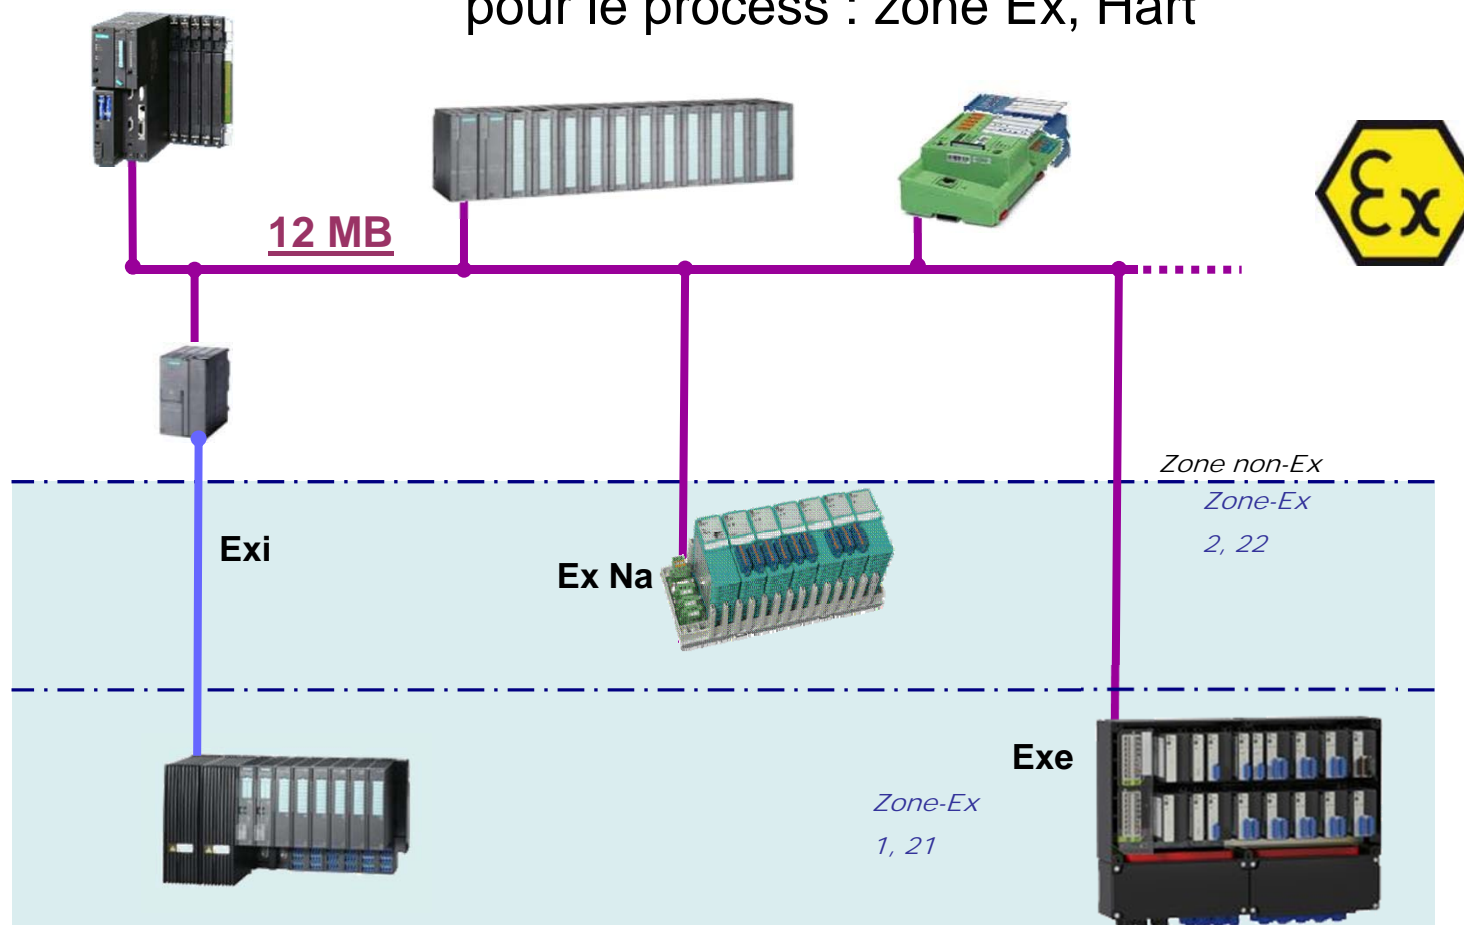 pour le process : zone Ex, Hart
Ex
12 MB
Zone non-Ex
Zone-Ex
2, 22
Exi
Ex Na
Exe
Zone-Ex
1, 21